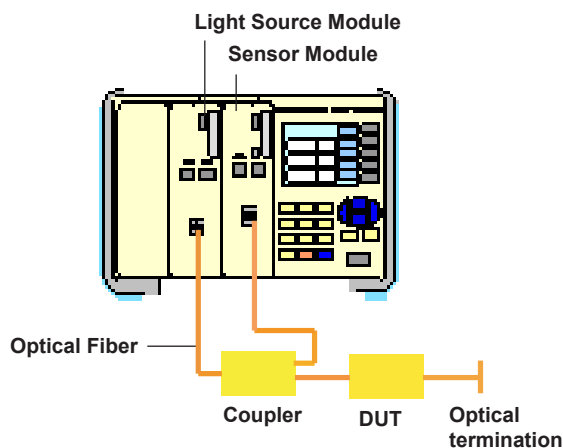 Light Source Module
Sensor Module
Optical Fiber
Coupler
DUT
Optical
termination